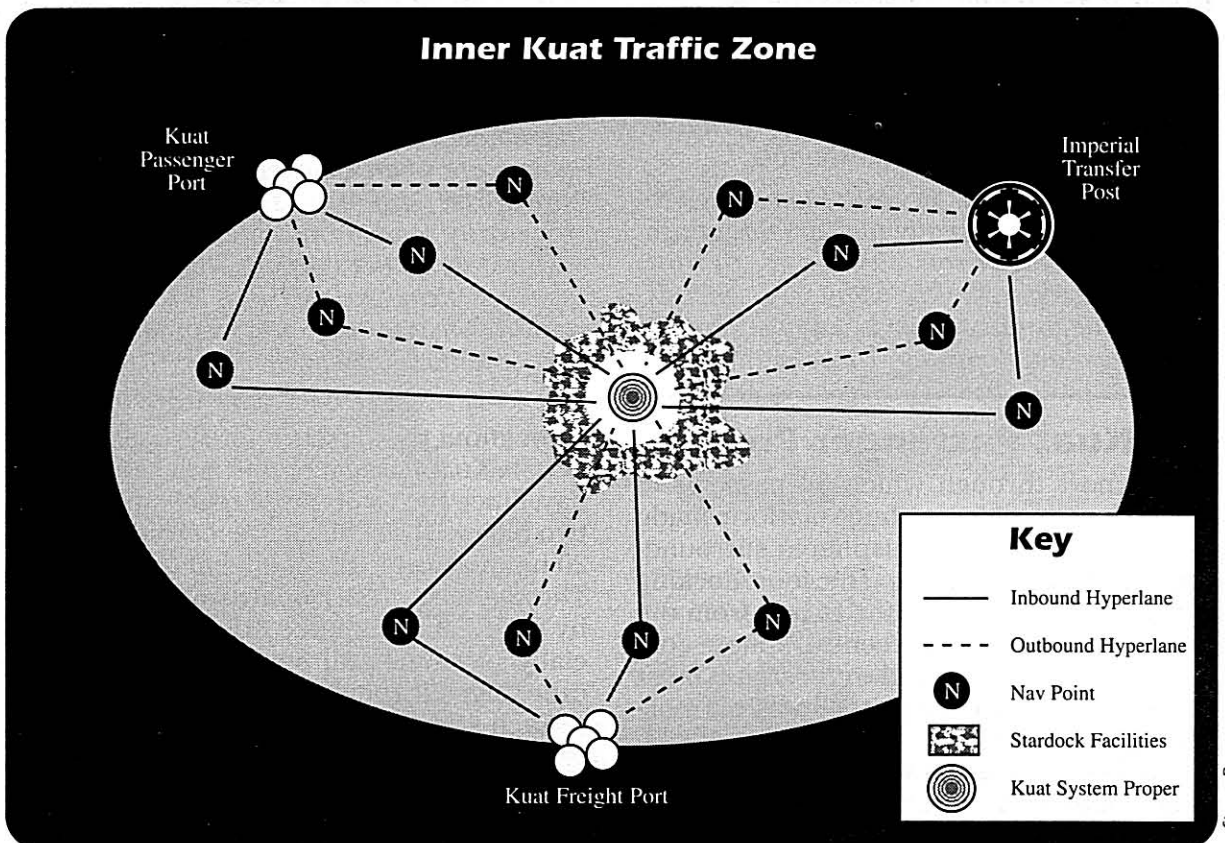 Inner Kuat Traffic Zone
Kuat
Passenger
Port
Imperial
Transfer
Post
N
N
N
N
N
N
N
N
N
N
N
N
Kuat Freight Port
Key
Inbound Hyperlane
Outbound Hyperlane
N
Nav Point
Stardock Facilities
Kuat System Proper